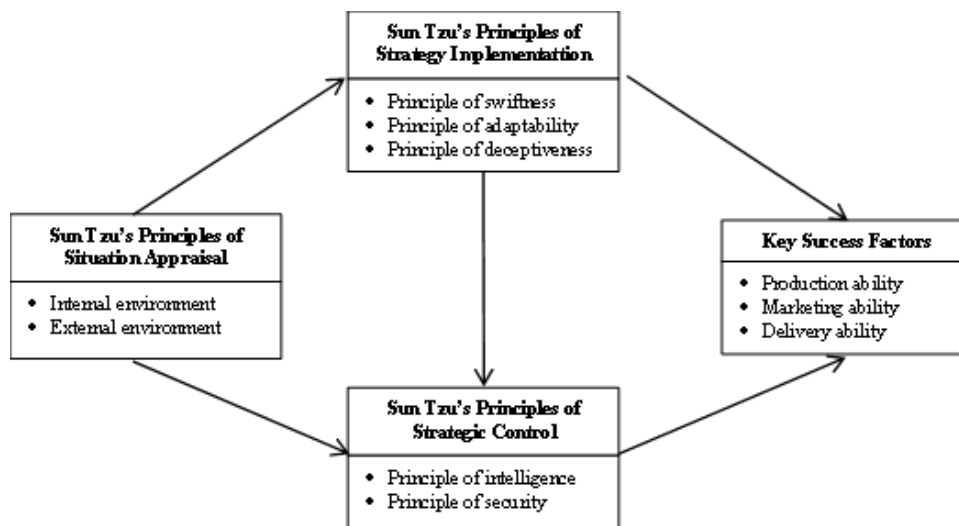 Sun Tzu's Principles of
Strategy Implementattion
• Principle of swiftness
• Principle of adaptability
• Principle of deceptiveness
Sun Tzu's Principles of
Situation Appraisal
• Internal environment
• External environment
Key Success Factors
• Production ability
• Marketing ability
• Delivery ability
Sun Tzu's Principles of
Strategic Control
• Principle of intelligence
• Principle of security